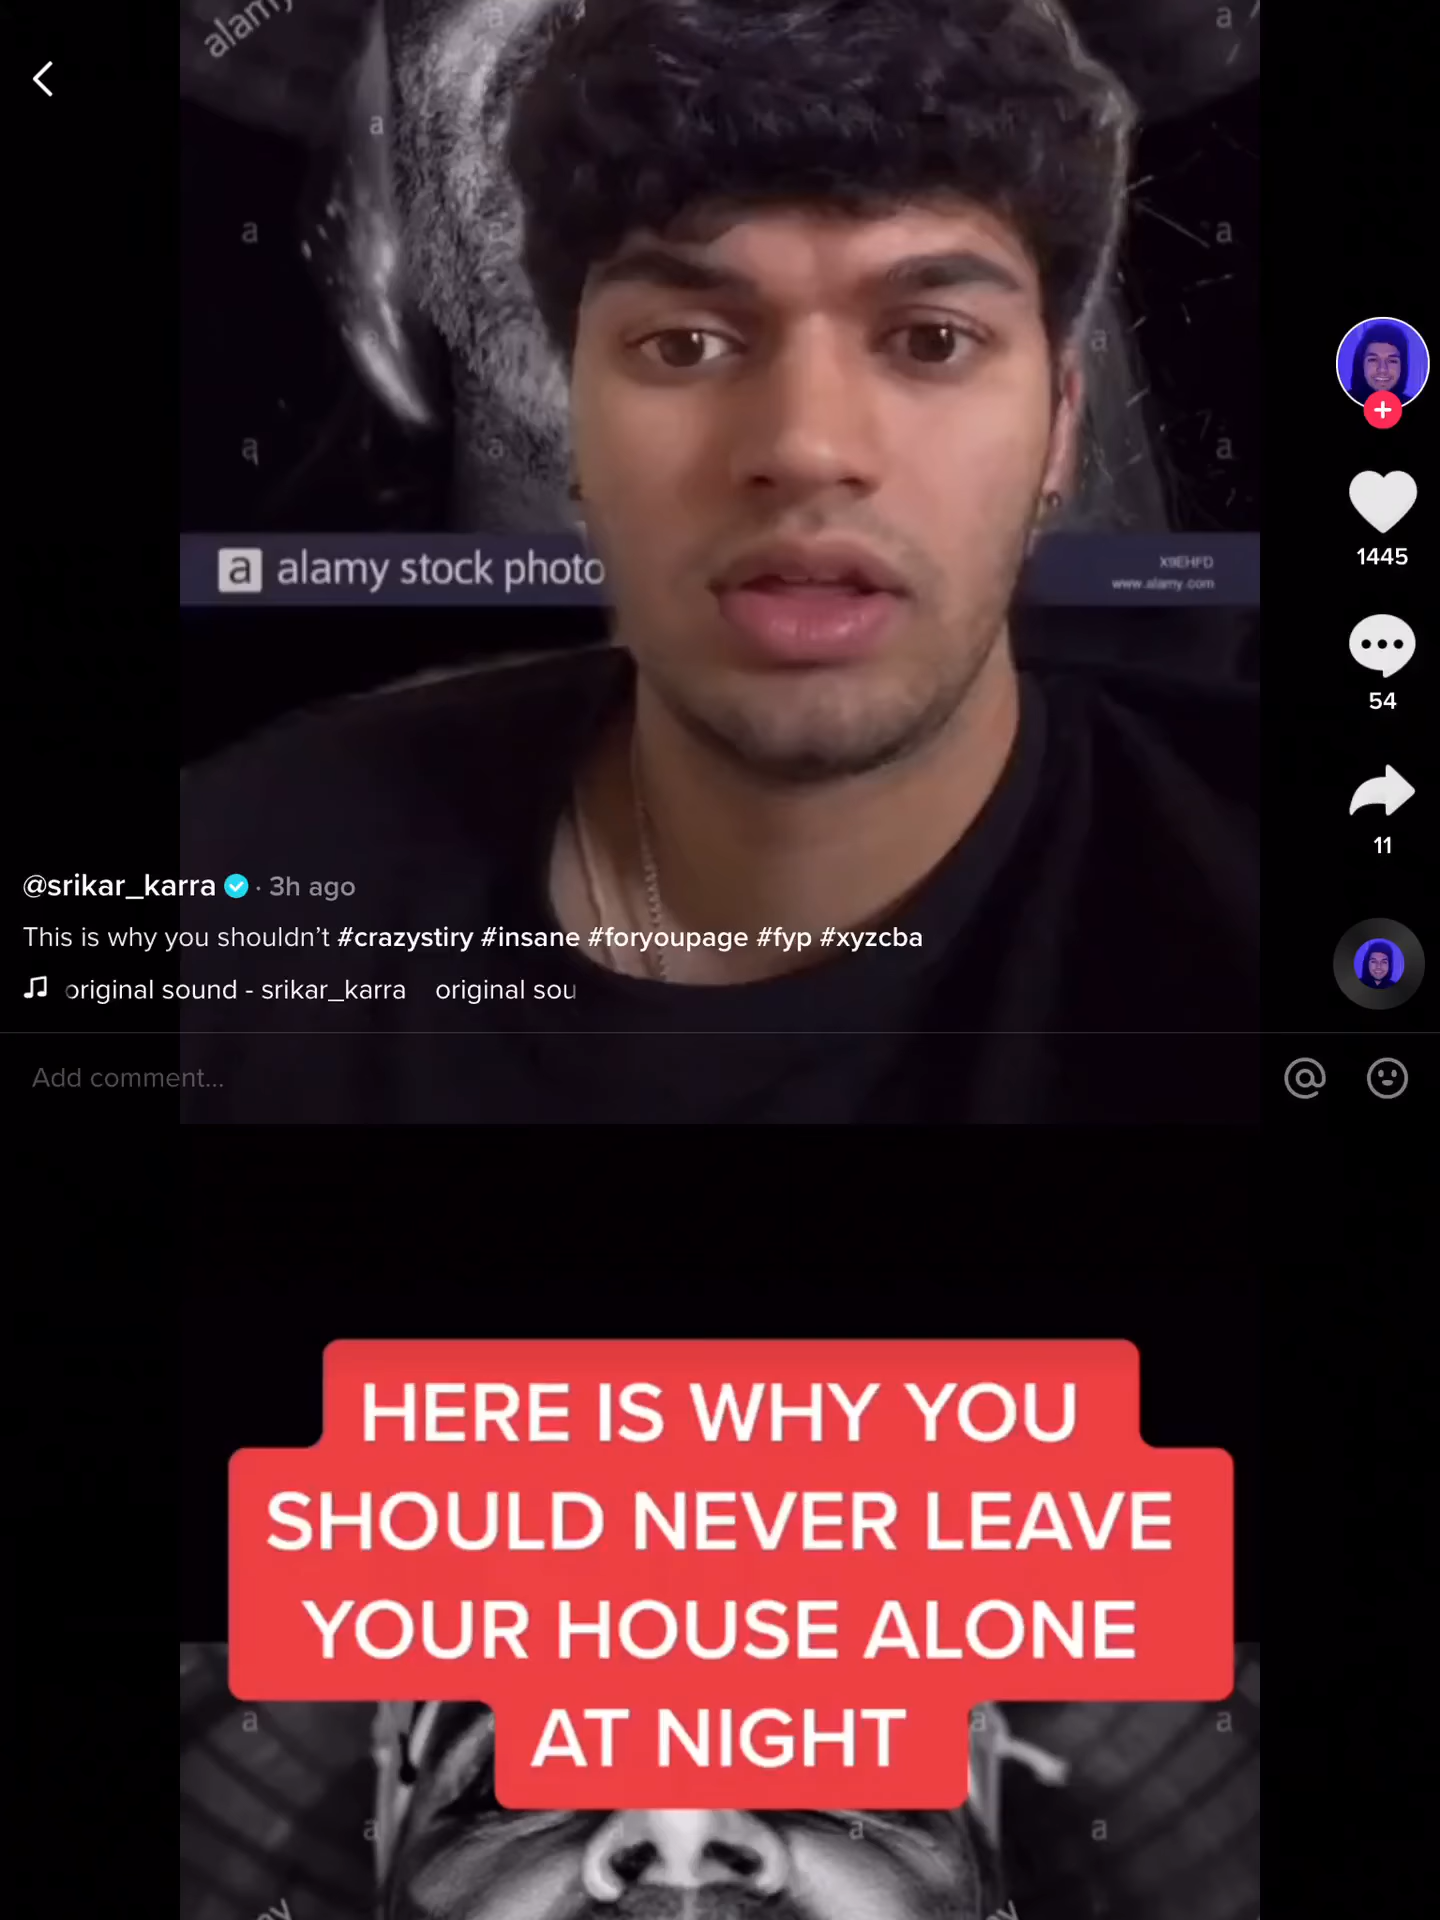 alamy
a
a
a
a
a
a
a
a
a
a
a alamy stock photo
X9EHFD
www.alamy.com
1445
54
11
@srikar_karra · 3h ago
This is why you shouldn’t #crazystiry #insane #foryoupage #fyp #xyzcba
original sound - srikar_karra original sou
Add comment...
HERE IS WHY YOU
SHOULD NEVER LEAVE
YOUR HOUSE ALONE
AT NIGHT
a
a
a
a
a
a